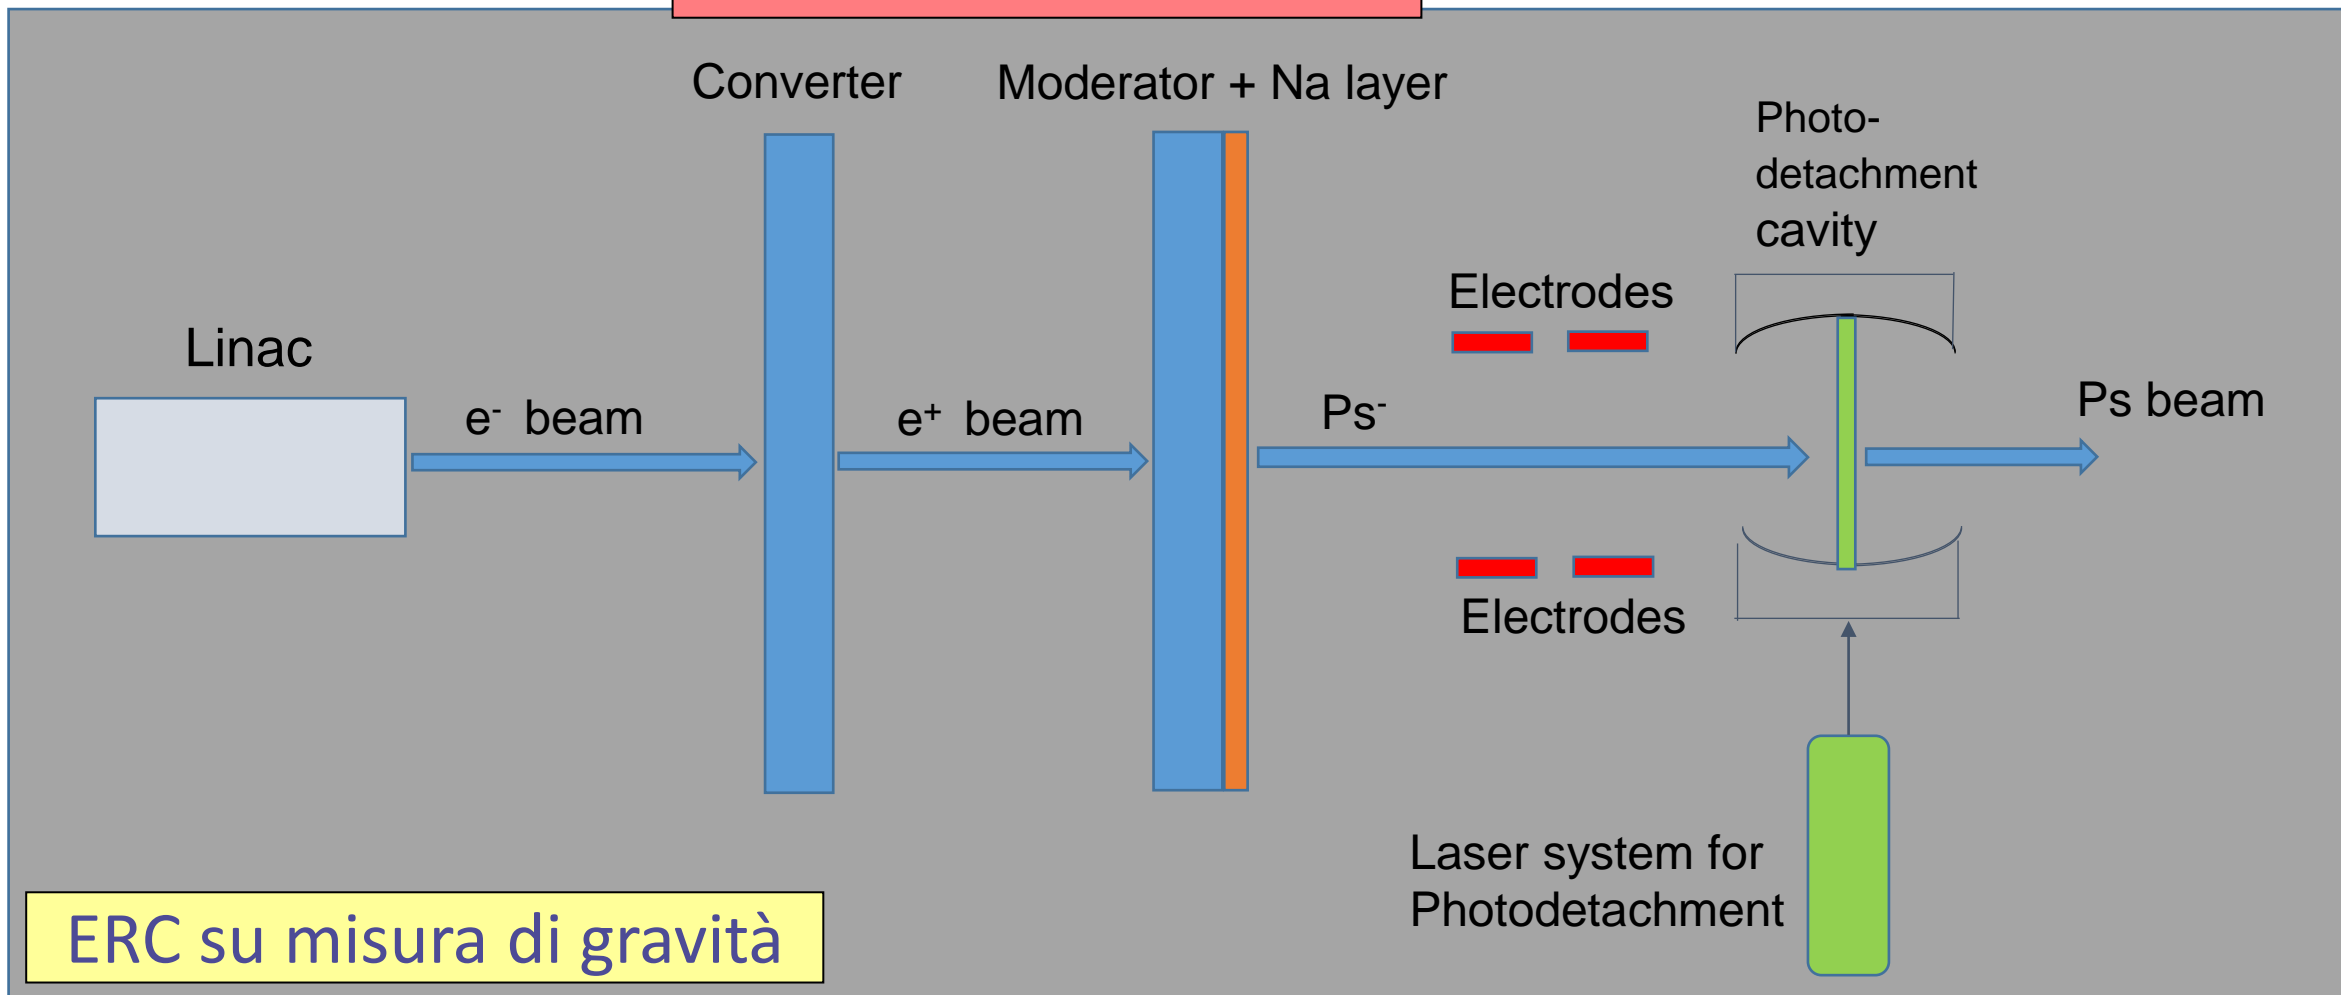 Converter
Moderator + Na layer
Photo-
detachment
cavity
Electrodes
Linac
e⁻ beam
e⁺ beam
Ps⁻
Ps beam
Electrodes
Laser system for
Photodetachment
ERC su misura di gravità